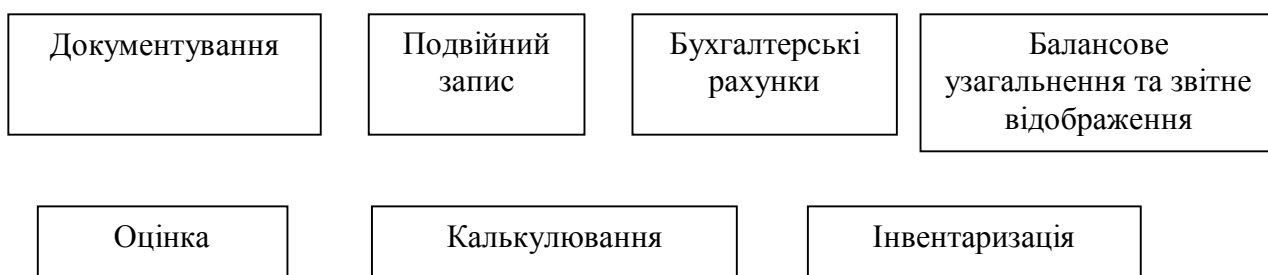 Документування
Подвійний
запис
Бухгалтерські
рахунки
Балансове
узагальнення та звітне
відображення
Оцінка
Калькулювання
Інвентаризація